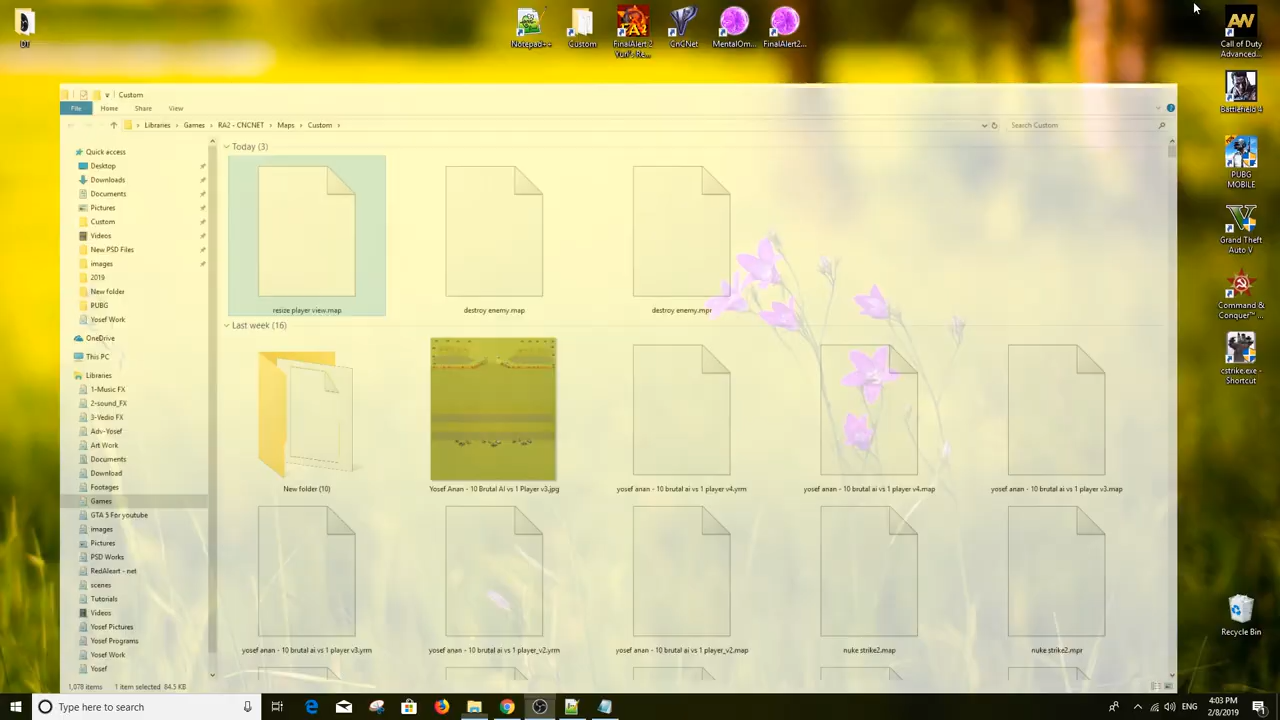 DT
Notepad++
Custom
FinalAlert 2
Yuri's Re...
CnCNet
MentalOm...
FinalAlert2...
Call of Duty
Advanced...
Battlefield 4
PUBG
MOBILE
Grand Theft
Auto V
Command &
Conquer™ ...
cstrike.exe -
Shortcut
Recycle Bin
Custom
File
Home
Share
View
Libraries
Games
RA2 - CNCNET
Maps
Custom
Search Custom
Quick access
Desktop
Downloads
Documents
Pictures
Custom
Videos
New PSD Files
images
2019
New folder
PUBG
Yosef Work
OneDrive
This PC
Libraries
1-Music FX
2-sound_FX
3-Vedio FX
Adv-Yosef
Art Work
Documents
Download
Footages
Games
GTA 5 For youtube
images
Pictures
PSD Works
RedAleart - net
scenes
Tutorials
Videos
Yosef Pictures
Yosef Programs
Yosef Work
Yosef
Today (3)
resize player view.map
destroy enemy.map
destroy enemy.mpr
Last week (16)
New folder (10)
Yosef Anan - 10 Brutal AI vs 1 Player v3.jpg
yosef anan - 10 brutal ai vs 1 player v4.yrm
yosef anan - 10 brutal ai vs 1 player v4.map
yosef anan - 10 brutal ai vs 1 player v3.map
yosef anan - 10 brutal ai vs 1 player v3.yrm
yosef anan - 10 brutal ai vs 1 player_v2.yrm
yosef anan - 10 brutal ai vs 1 player_v2.map
nuke strike2.map
nuke strike2.mpr
1,078 items
1 item selected 84.5 KB
Type here to search
ENG
4:03 PM
2/8/2019